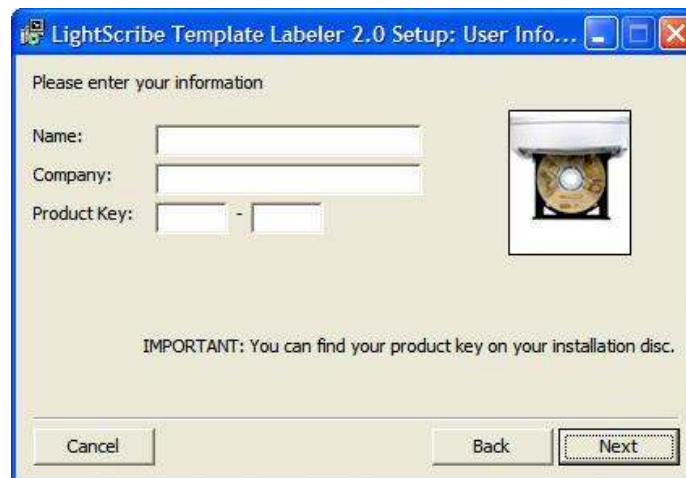 LightScribe Template Labeler 2.0 Setup: User Info...
Please enter your information
Name:
Company:
Product Key: -
IMPORTANT: You can find your product key on your installation disc.
Cancel Back Next